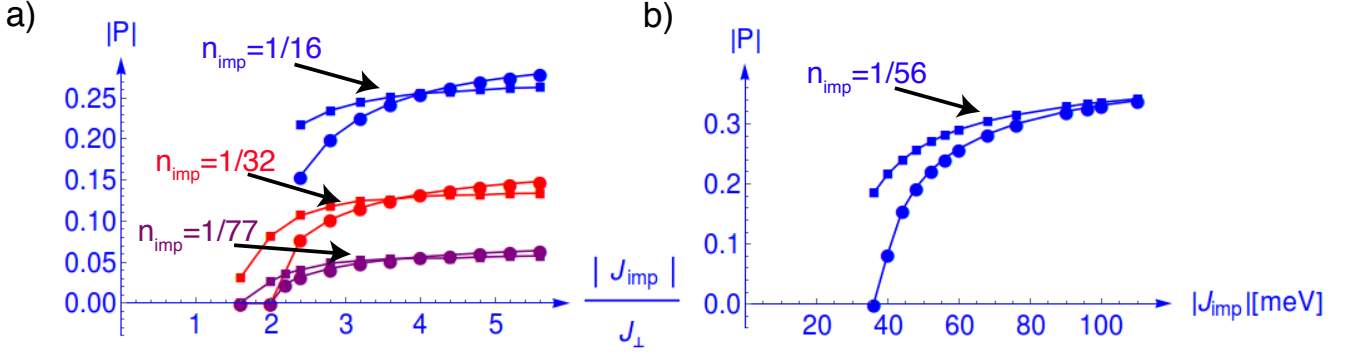 a)
|P|
n_imp=1/16
0.25
0.20
n_imp=1/32
0.15
0.10
n_imp=1/77
0.05
0.00
1 2 3 4 5
| J_imp |
J_⊥
b)
|P|
n_imp=1/56
0.3
0.2
0.1
0.0
20 40 60 80 100
|J_imp|[meV]